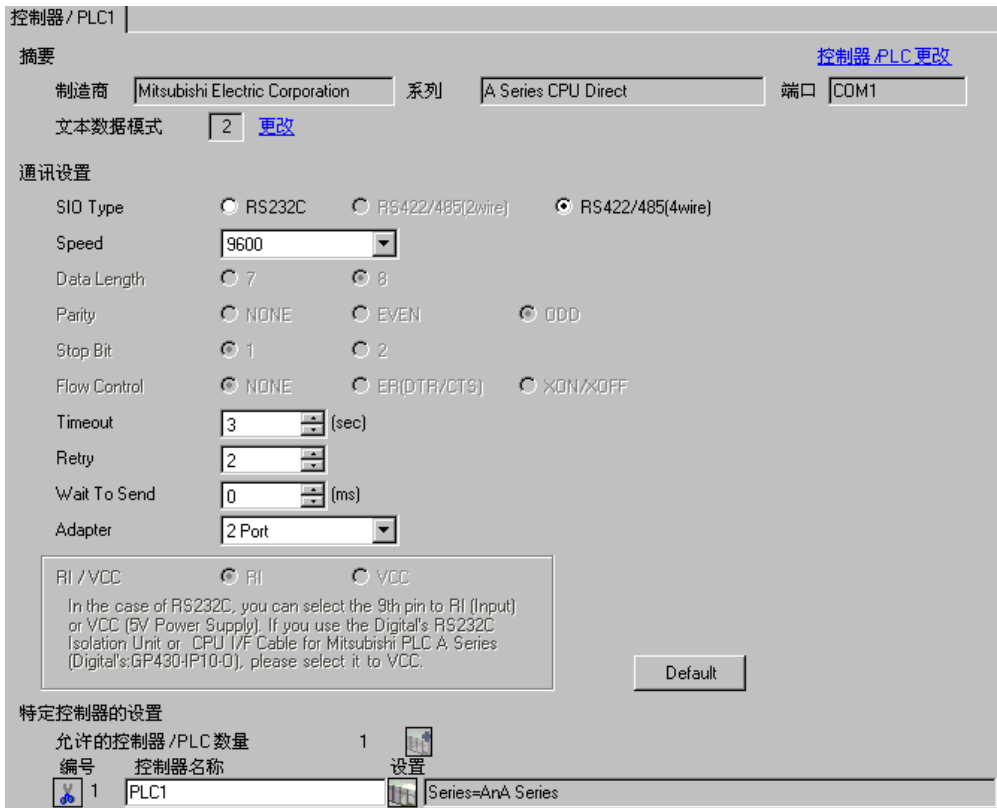 控制器/PLC1
摘要 控制器/PLC更改
制造商 Mitsubishi Electric Corporation 系列 A Series CPU Direct 端口 COM1
文本数据模式 2 更改
通讯设置
SIO Type RS232C RS422/485(2wire) RS422/485(4wire)
Speed 9600
Data Length 7 8
Parity NONE EVEN ODD
Stop Bit 1 2
Flow Control NONE ER(DTR/CTS) XON/XOFF
Timeout 3 (sec)
Retry 2
Wait To Send 0 (ms)
Adapter 2 Port
RI / VCC RI VCC
In the case of RS232C, you can select the 9th pin to RI (Input)
or VCC (5V Power Supply). If you use the Digital's RS232C
Isolation Unit or CPU I/F Cable for Mitsubishi PLC A Series
(Digital's:GP430-IP10-O), please select it to VCC.
Default
特定控制器的设置
允许的控制器/PLC数量 1
编号 控制器名称 设置
1 PLC1 Series=AnA Series